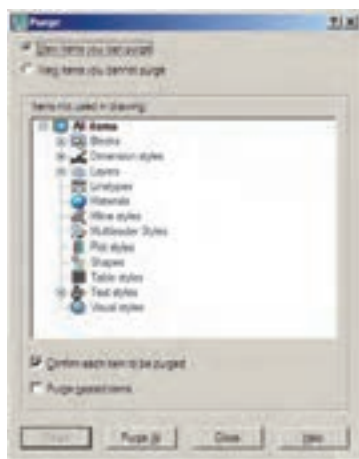 Purge
View items you can purge
View items you cannot purge
Items not used in drawing:
All items
Blocks
Dimension styles
Layers
Linetypes
Materials
Mline styles
Multileader Styles
Plot styles
Shapes
Table styles
Text styles
Visual styles
Confirm each item to be purged
Purge nested items
Purge
Purge All
Close
Help